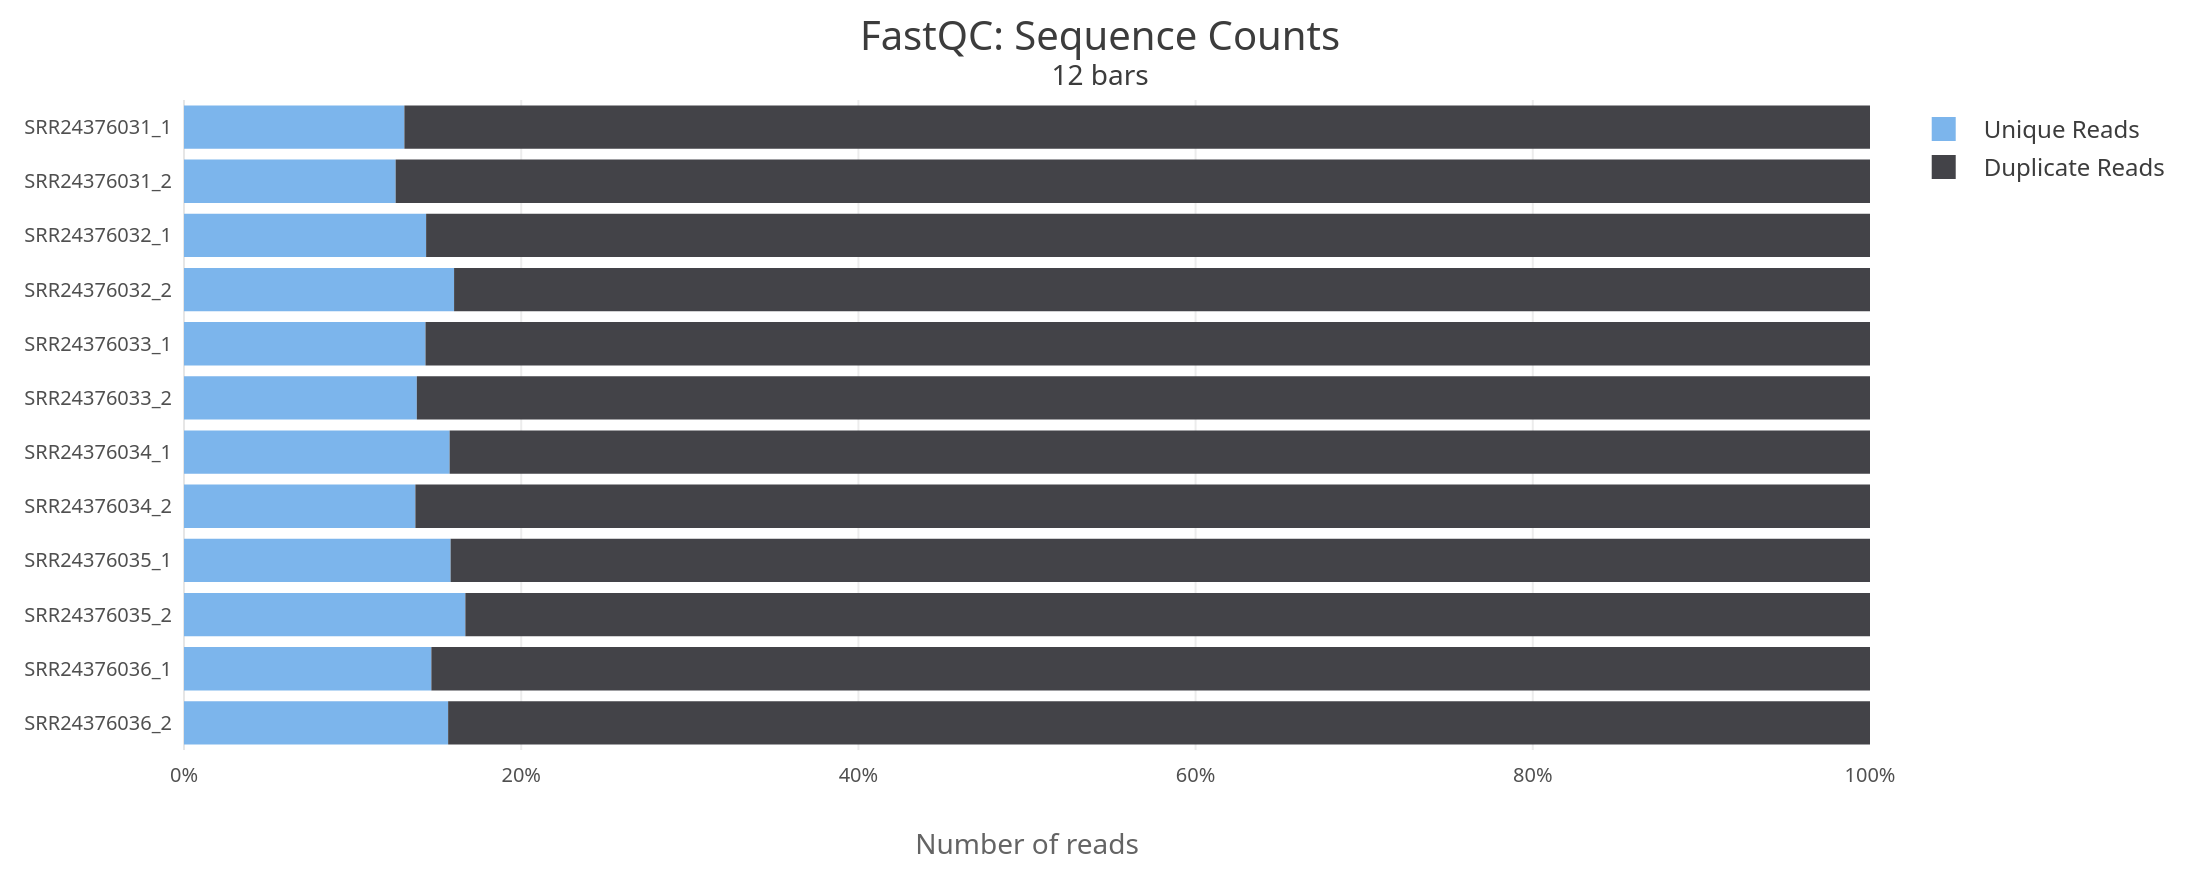 FastQC: Sequence Counts
12 bars
SRR24376031_1
SRR24376031_2
SRR24376032_1
SRR24376032_2
SRR24376033_1
SRR24376033_2
SRR24376034_1
SRR24376034_2
SRR24376035_1
SRR24376035_2
SRR24376036_1
SRR24376036_2
0% 20% 40% 60% 80% 100%
Number of reads
Unique Reads
Duplicate Reads